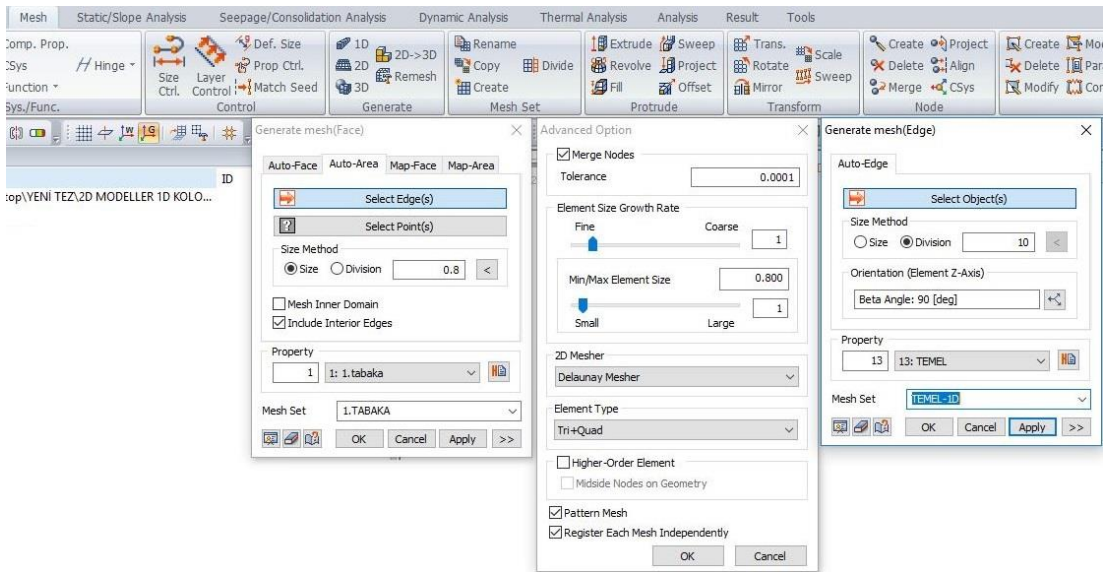 Mesh Static/Slope Analysis Seepage/Consolidation Analysis Dynamic Analysis Thermal Analysis Analysis Result Tools
Comp. Prop. Def. Size 1D 2D->3D Rename Extrude Sweep Trans. Scale Create Project Create
CSys Hinge Size Ctrl. Layer Control Prop Ctrl. 2D Remesh Copy Divide Revolve Project Rotate Sweep Delete Align Delete
Match Seed 3D Create Fill Offset Mirror Merge CSys Modify
Sys./Func. Control Generate Mesh Set Protrude Transform Node
ID
top\YENİ TEZ\2D MODELLER 1D KOLO...
Generate mesh(Face)
Auto-Face Auto-Area Map-Face Map-Area
Select Edge(s)
Select Point(s)
Size Method
Size Division 0.8 <
Mesh Inner Domain
Include Interior Edges
Property
1 1: 1.tabaka
Mesh Set 1.TABAKA
OK Cancel Apply >>
Advanced Option
Merge Nodes
Tolerance 0.0001
Element Size Growth Rate
Fine Coarse
1
Min/Max Element Size 0.800
1
Small Large
2D Mesher
Delaunay Mesher
Element Type
Tri+Quad
Higher-Order Element
Midside Nodes on Geometry
Pattern Mesh
Register Each Mesh Independently
OK Cancel
Generate mesh(Edge)
Auto-Edge
Select Object(s)
Size Method
Size Division 10 <
Orientation (Element Z-Axis)
Beta Angle: 90 [deg]
Property
13 13: TEMEL
Mesh Set TEMEL-1D
OK Cancel Apply >>